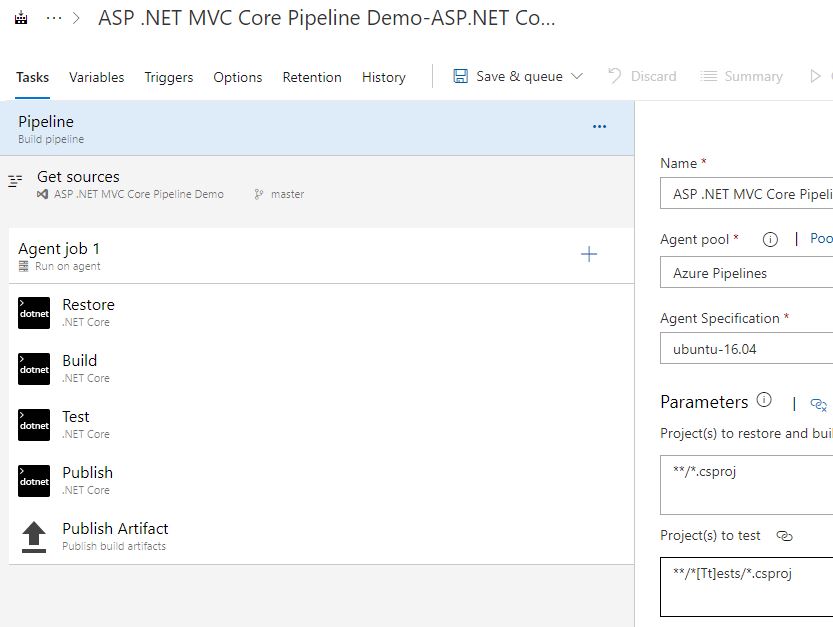 ASP .NET MVC Core Pipeline Demo-ASP.NET Co...
Tasks Variables Triggers Options Retention History Save & queue Discard Summary
Pipeline
Build pipeline
Get sources
ASP .NET MVC Core Pipeline Demo master
Agent job 1
Run on agent
dotnet Restore
.NET Core
dotnet Build
.NET Core
dotnet Test
.NET Core
dotnet Publish
.NET Core
Publish Artifact
Publish build artifacts
Name *
ASP .NET MVC Core Pipeli
Agent pool * | Poo
Azure Pipelines
Agent Specification *
ubuntu-16.04
Parameters |
Project(s) to restore and buil
**/*.csproj
Project(s) to test
**/*[Tt]ests/*.csproj